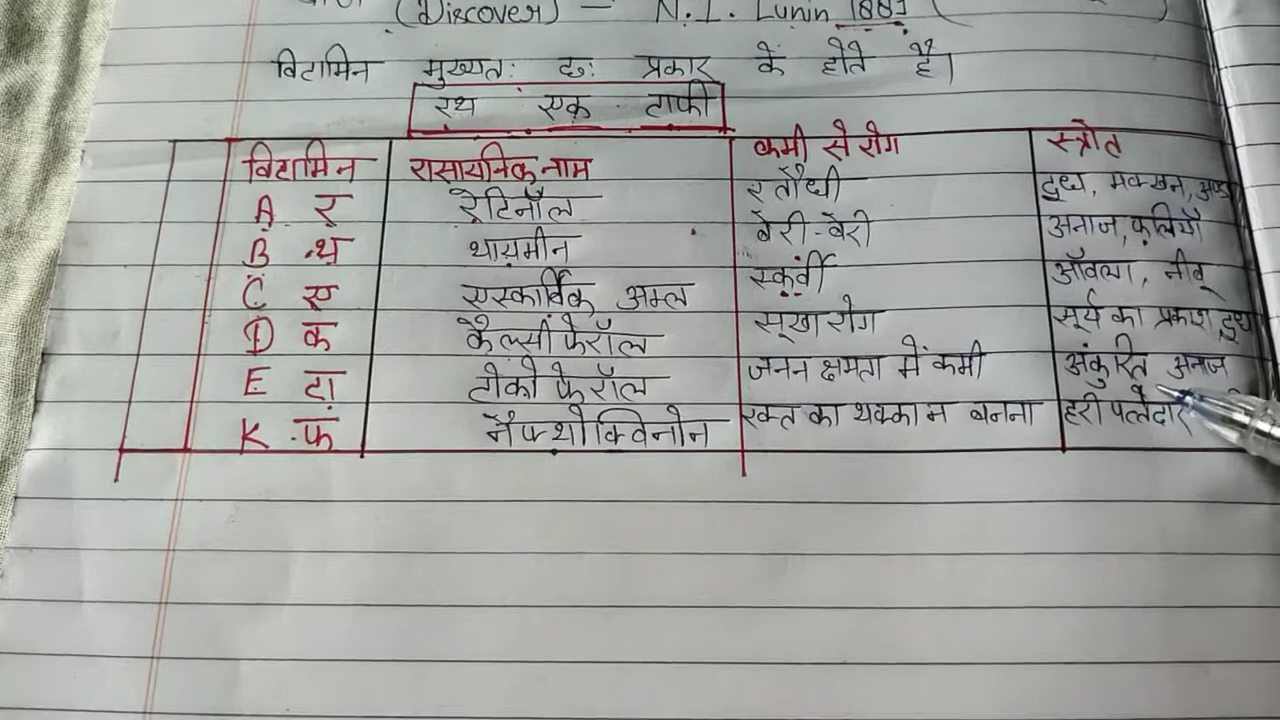 (Discover) – N.I. Lunin 1881 (
विटामिन मुख्यतः छः प्रकार के होते है।
रथ एक टाफी
विटामिन रासायनिक नाम कमी से रोग स्त्रोत
A र रेटिनॉल रतौंधी दुध, मक्खन,
B थ थायमीन बेरी-बेरी अनाज, फलियाँ
C ए एस्कार्विक अम्ल स्कर्वी आँवला, नीबू
D क कैल्सीफेरॉल सूखा रोग सूर्य का प्रकाश, दुध
E टा टोकोफेरॉल जनन क्षमता में कमी अंकुरित अनाज
K फ नैफ्थोक्विनोन रक्त का थक्का न बनना हरी पत्तेदार